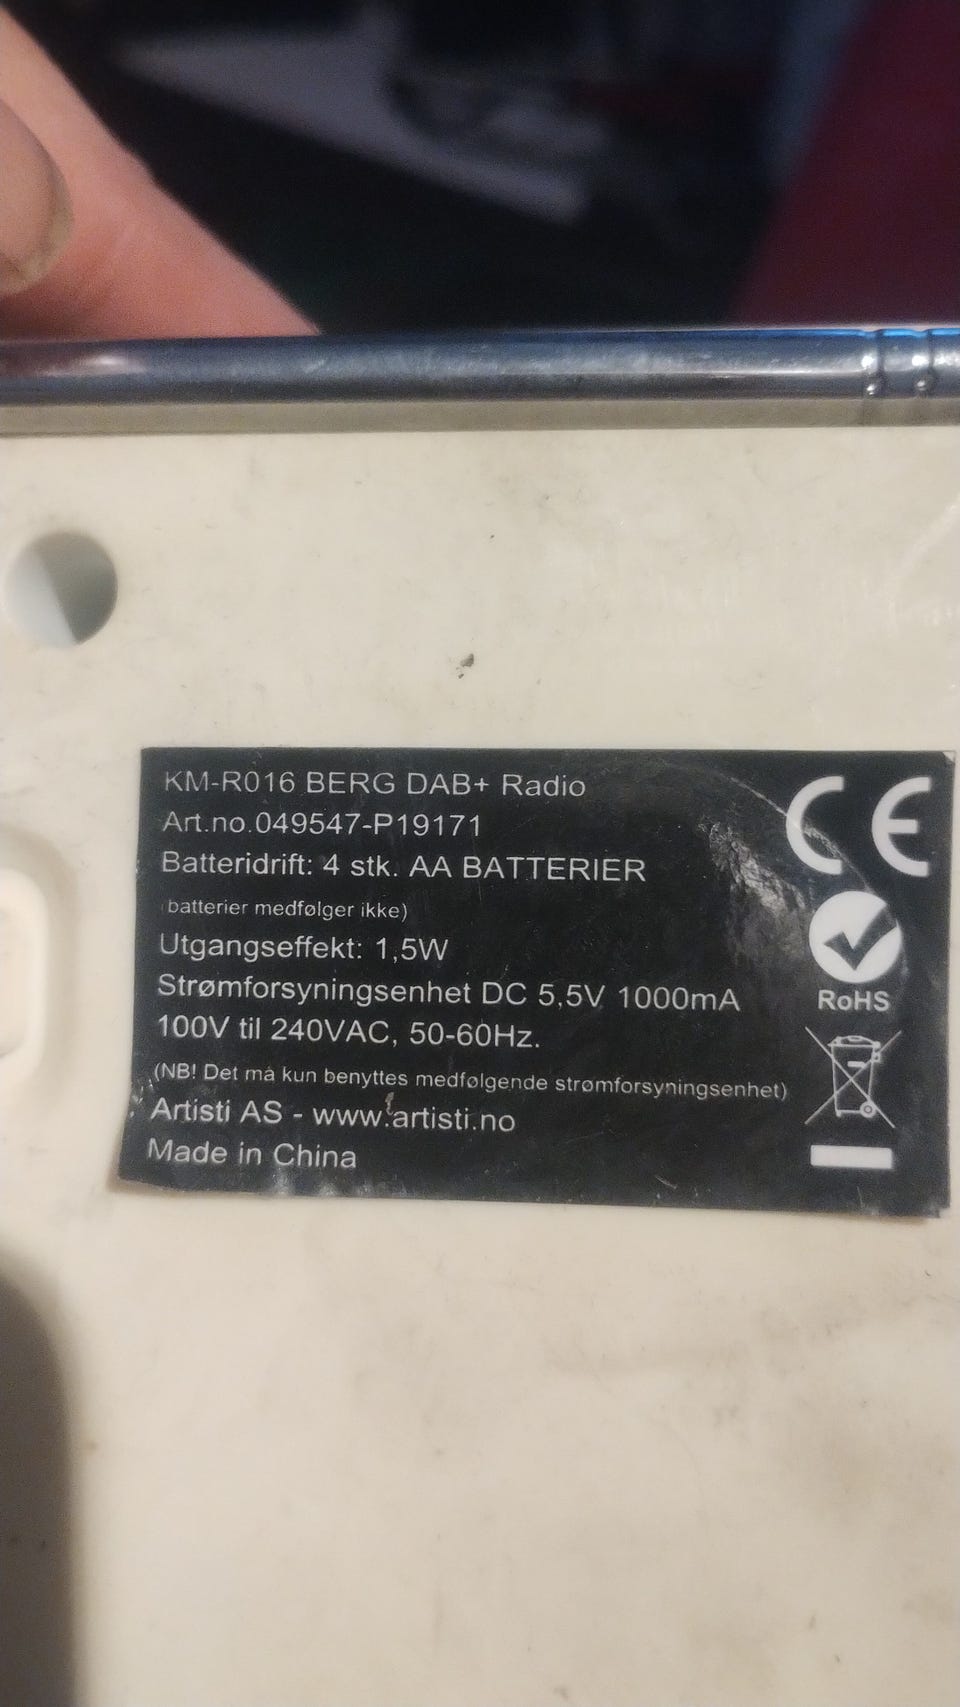 KM-R016 BERG DAB+ Radio
Art.no.049547-P19171
Batteridrift: 4 stk. AA BATTERIER
(batterier medfølger ikke)
Utgangseffekt: 1,5W
Strømforsyningsenhet DC 5,5V 1000mA
100V til 240VAC, 50-60Hz.
(NB! Det må kun benyttes medfølgende strømforsyningsenhet)
Artisti AS - www.artisti.no
Made in China
CE
RoHS